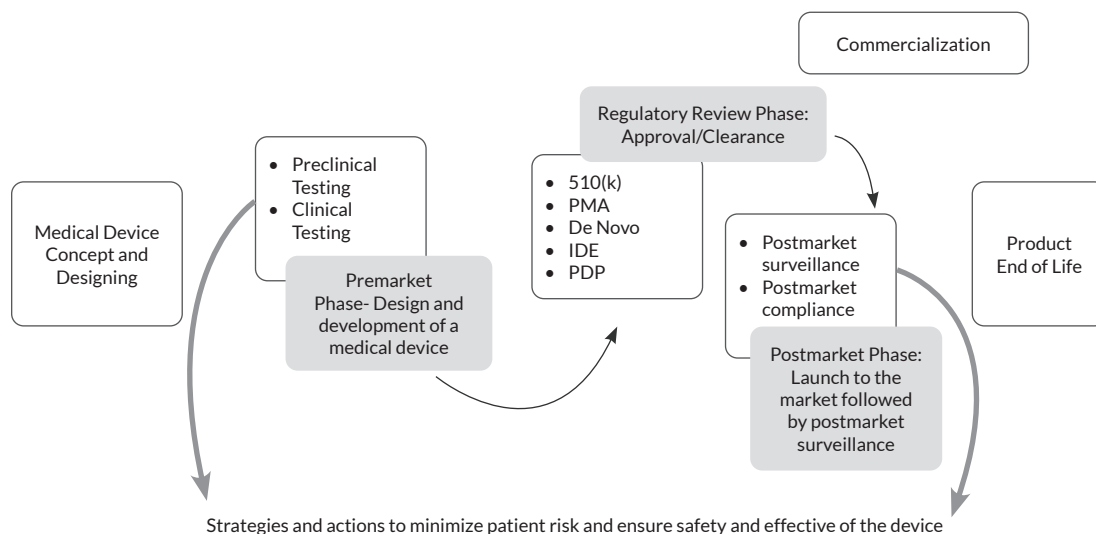 Commercialization
Regulatory Review Phase:
Approval/Clearance
• Preclinical
Testing
• Clinical
Testing
• 510(k)
• PMA
• De Novo
• IDE
• PDP
Medical Device
Concept and
Designing
Premarket
Phase- Design and
development of a
medical device
• Postmarket
surveillance
• Postmarket
compliance
Product
End of Life
Postmarket Phase:
Launch to the
market followed
by postmarket
surveillance
Strategies and actions to minimize patient risk and ensure safety and effective of the device